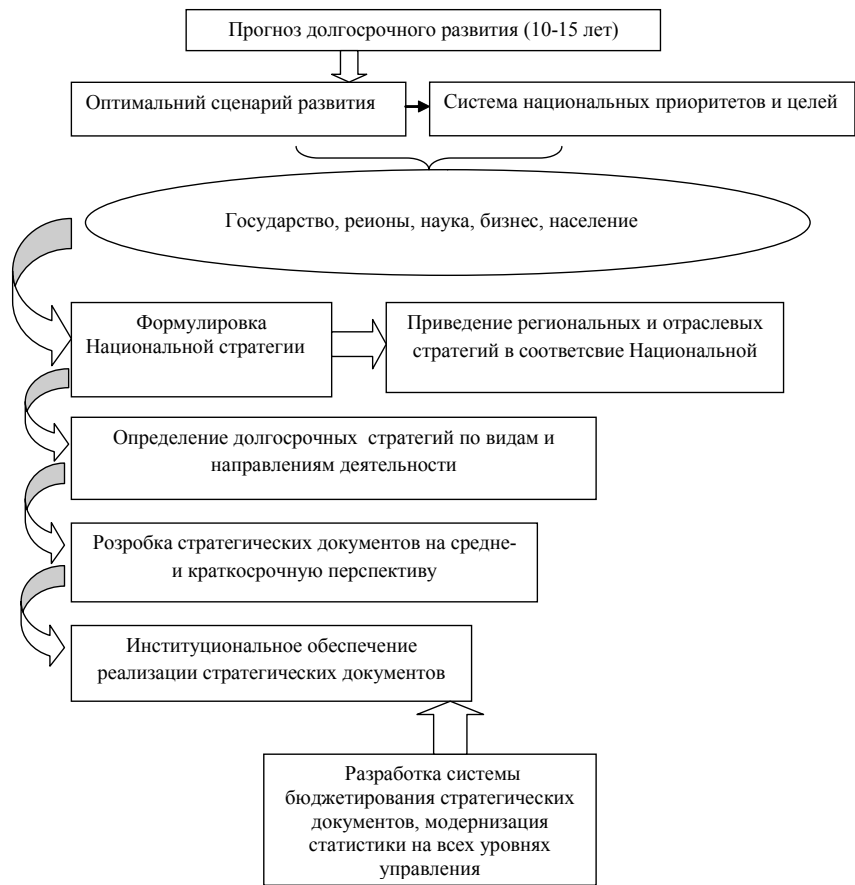 Прогноз долгосрочного развития (10-15 лет)
Оптимальний сценарий развития
Система национальных приоритетов и целей
Государство, реионы, наука, бизнес, население
Формулировка
Национальной стратегии
Приведение региональных и отраслевых
стратегий в соответсвие Национальной
Определение долгосрочных стратегий по видам и
направлениям деятельности
Розробка стратегических документов на средне-
и краткосрочную перспективу
Институциональное обеспечение
реализации стратегических документов
Разработка системы
бюджетирования стратегических
документов, модернизация
статистики на всех уровнях
управления